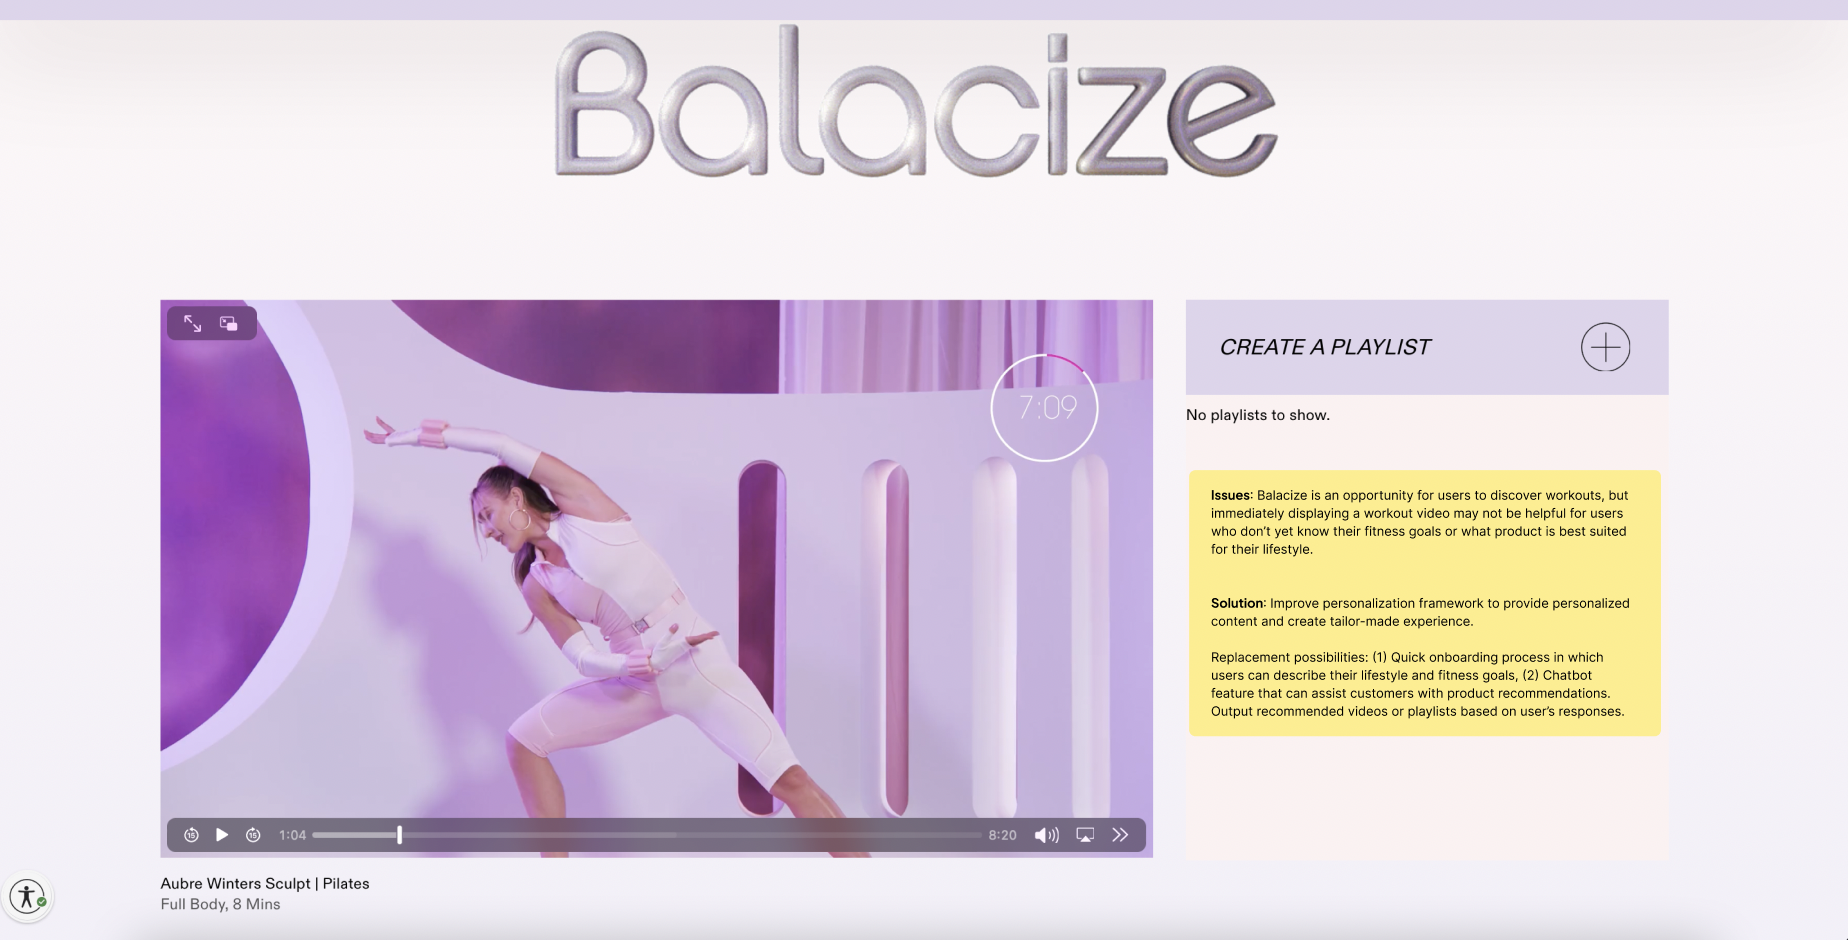 Balacize
CREATE A PLAYLIST
7:09
No playlists to show.
Issues: Balacize is an opportunity for users to discover workouts, but
immediately displaying a workout video may not be helpful for users
who don’t yet know their fitness goals or what product is best suited
for their lifestyle.
Solution: Improve personalization framework to provide personalized
content and create tailor-made experience.
Replacement possibilities: (1) Quick onboarding process in which
users can describe their lifestyle and fitness goals, (2) Chatbot
feature that can assist customers with product recommendations.
Output recommended videos or playlists based on user’s responses.
15 15 1:04 8:20
Aubre Winters Sculpt | Pilates
Full Body, 8 Mins